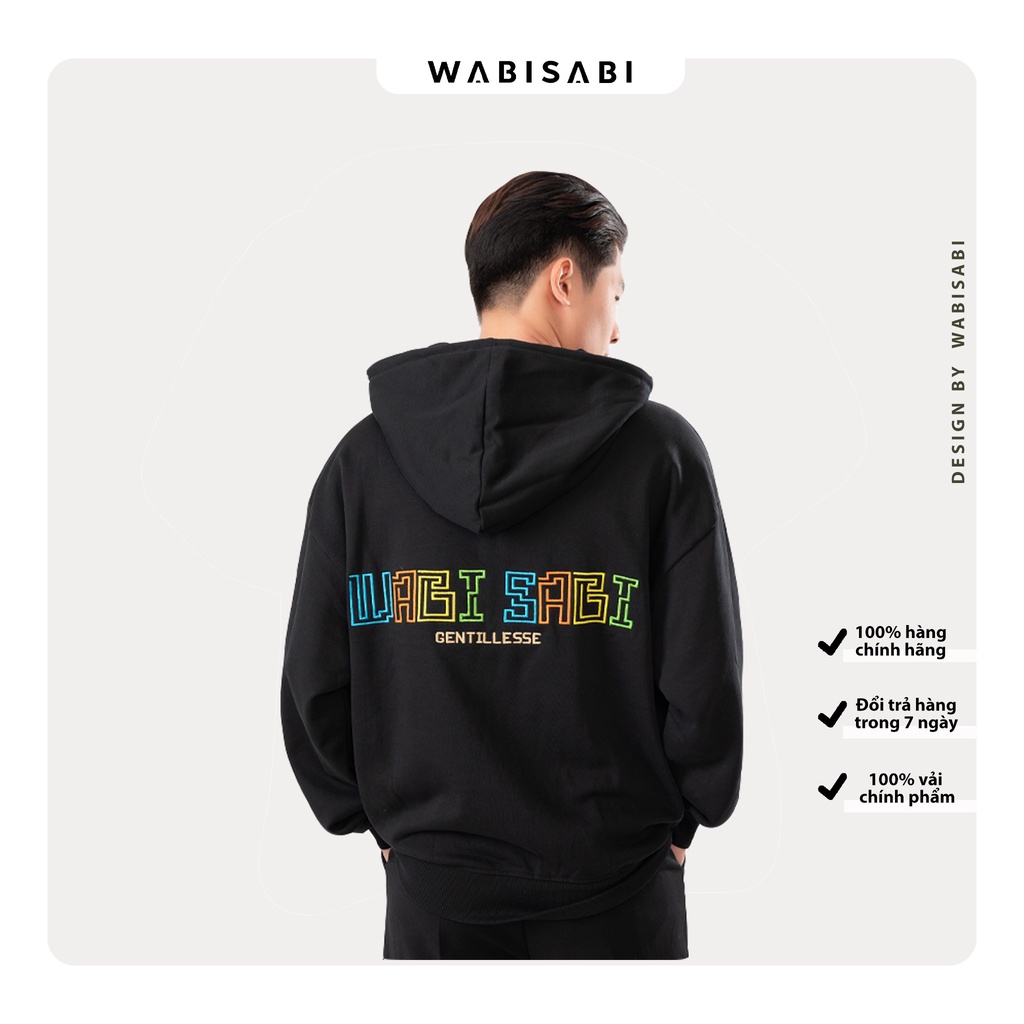 WABISABI
DESIGN BY WABISABI
WABI SABI
GENTILLESSE
100% hàng
chính hãng
Đổi trả hàng
trong 7 ngày
100% vải
chính phẩm